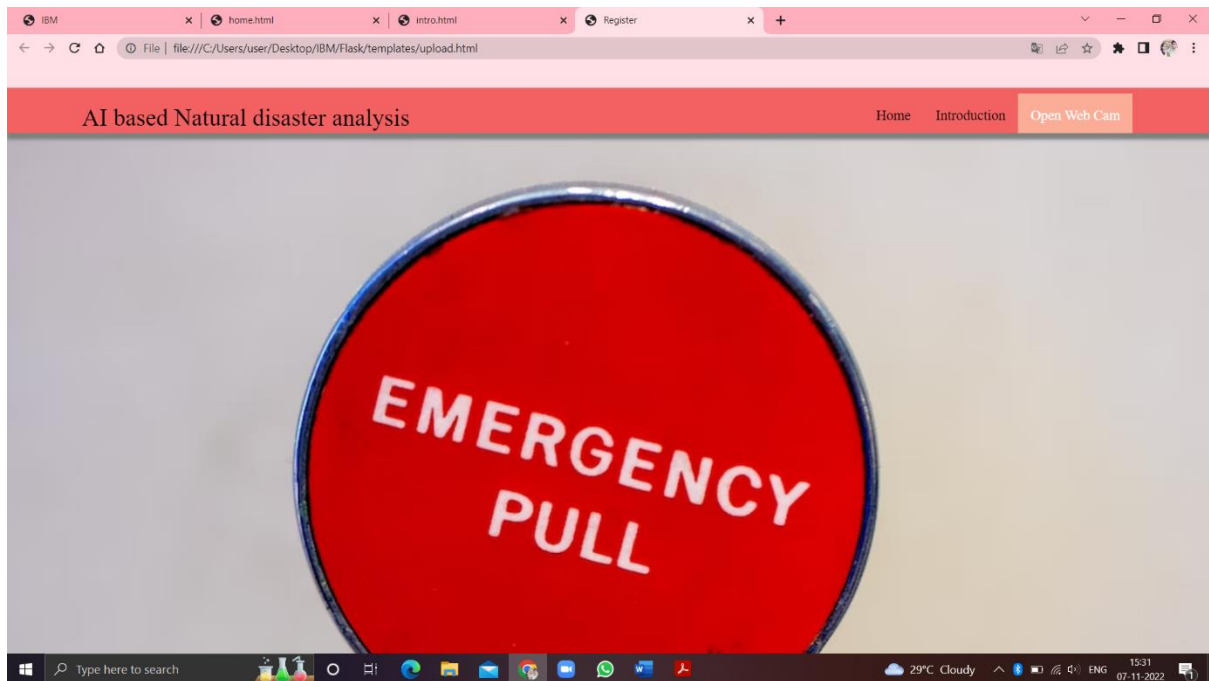 IBM
home.html
intro.html
Register
File | file:///C:/Users/user/Desktop/IBM/Flask/templates/upload.html
AI based Natural disaster analysis
Home Introduction Open Web Cam
EMERGENCY
PULL
Type here to search
29°C Cloudy
ENG
15:31
07-11-2022